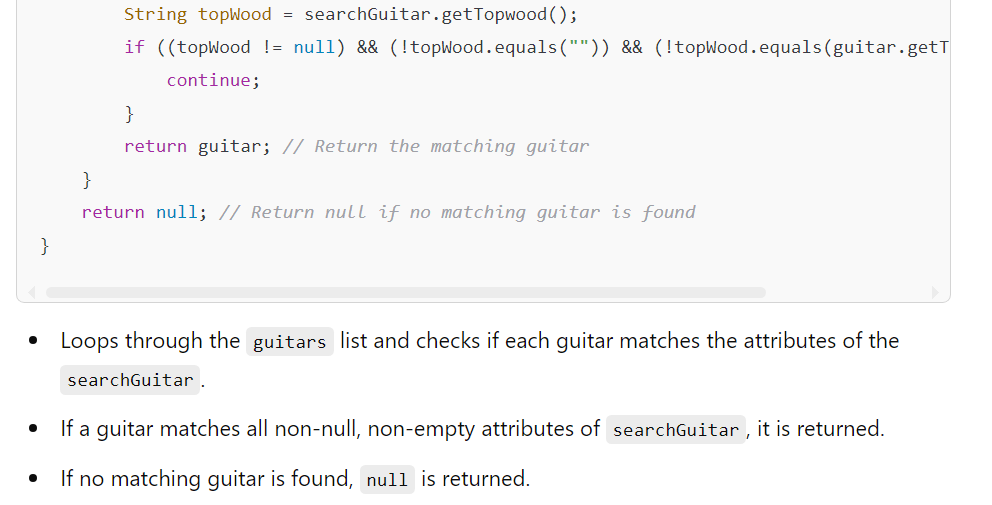 String topWood = searchGuitar.getTopwood();
if ((topWood != null) && (!topWood.equals("")) && (!topWood.equals(guitar.getT
continue;
}
return guitar; // Return the matching guitar
}
return null; // Return null if no matching guitar is found
}
• Loops through the guitars list and checks if each guitar matches the attributes of the
searchGuitar.
• If a guitar matches all non-null, non-empty attributes of searchGuitar, it is returned.
• If no matching guitar is found, null is returned.